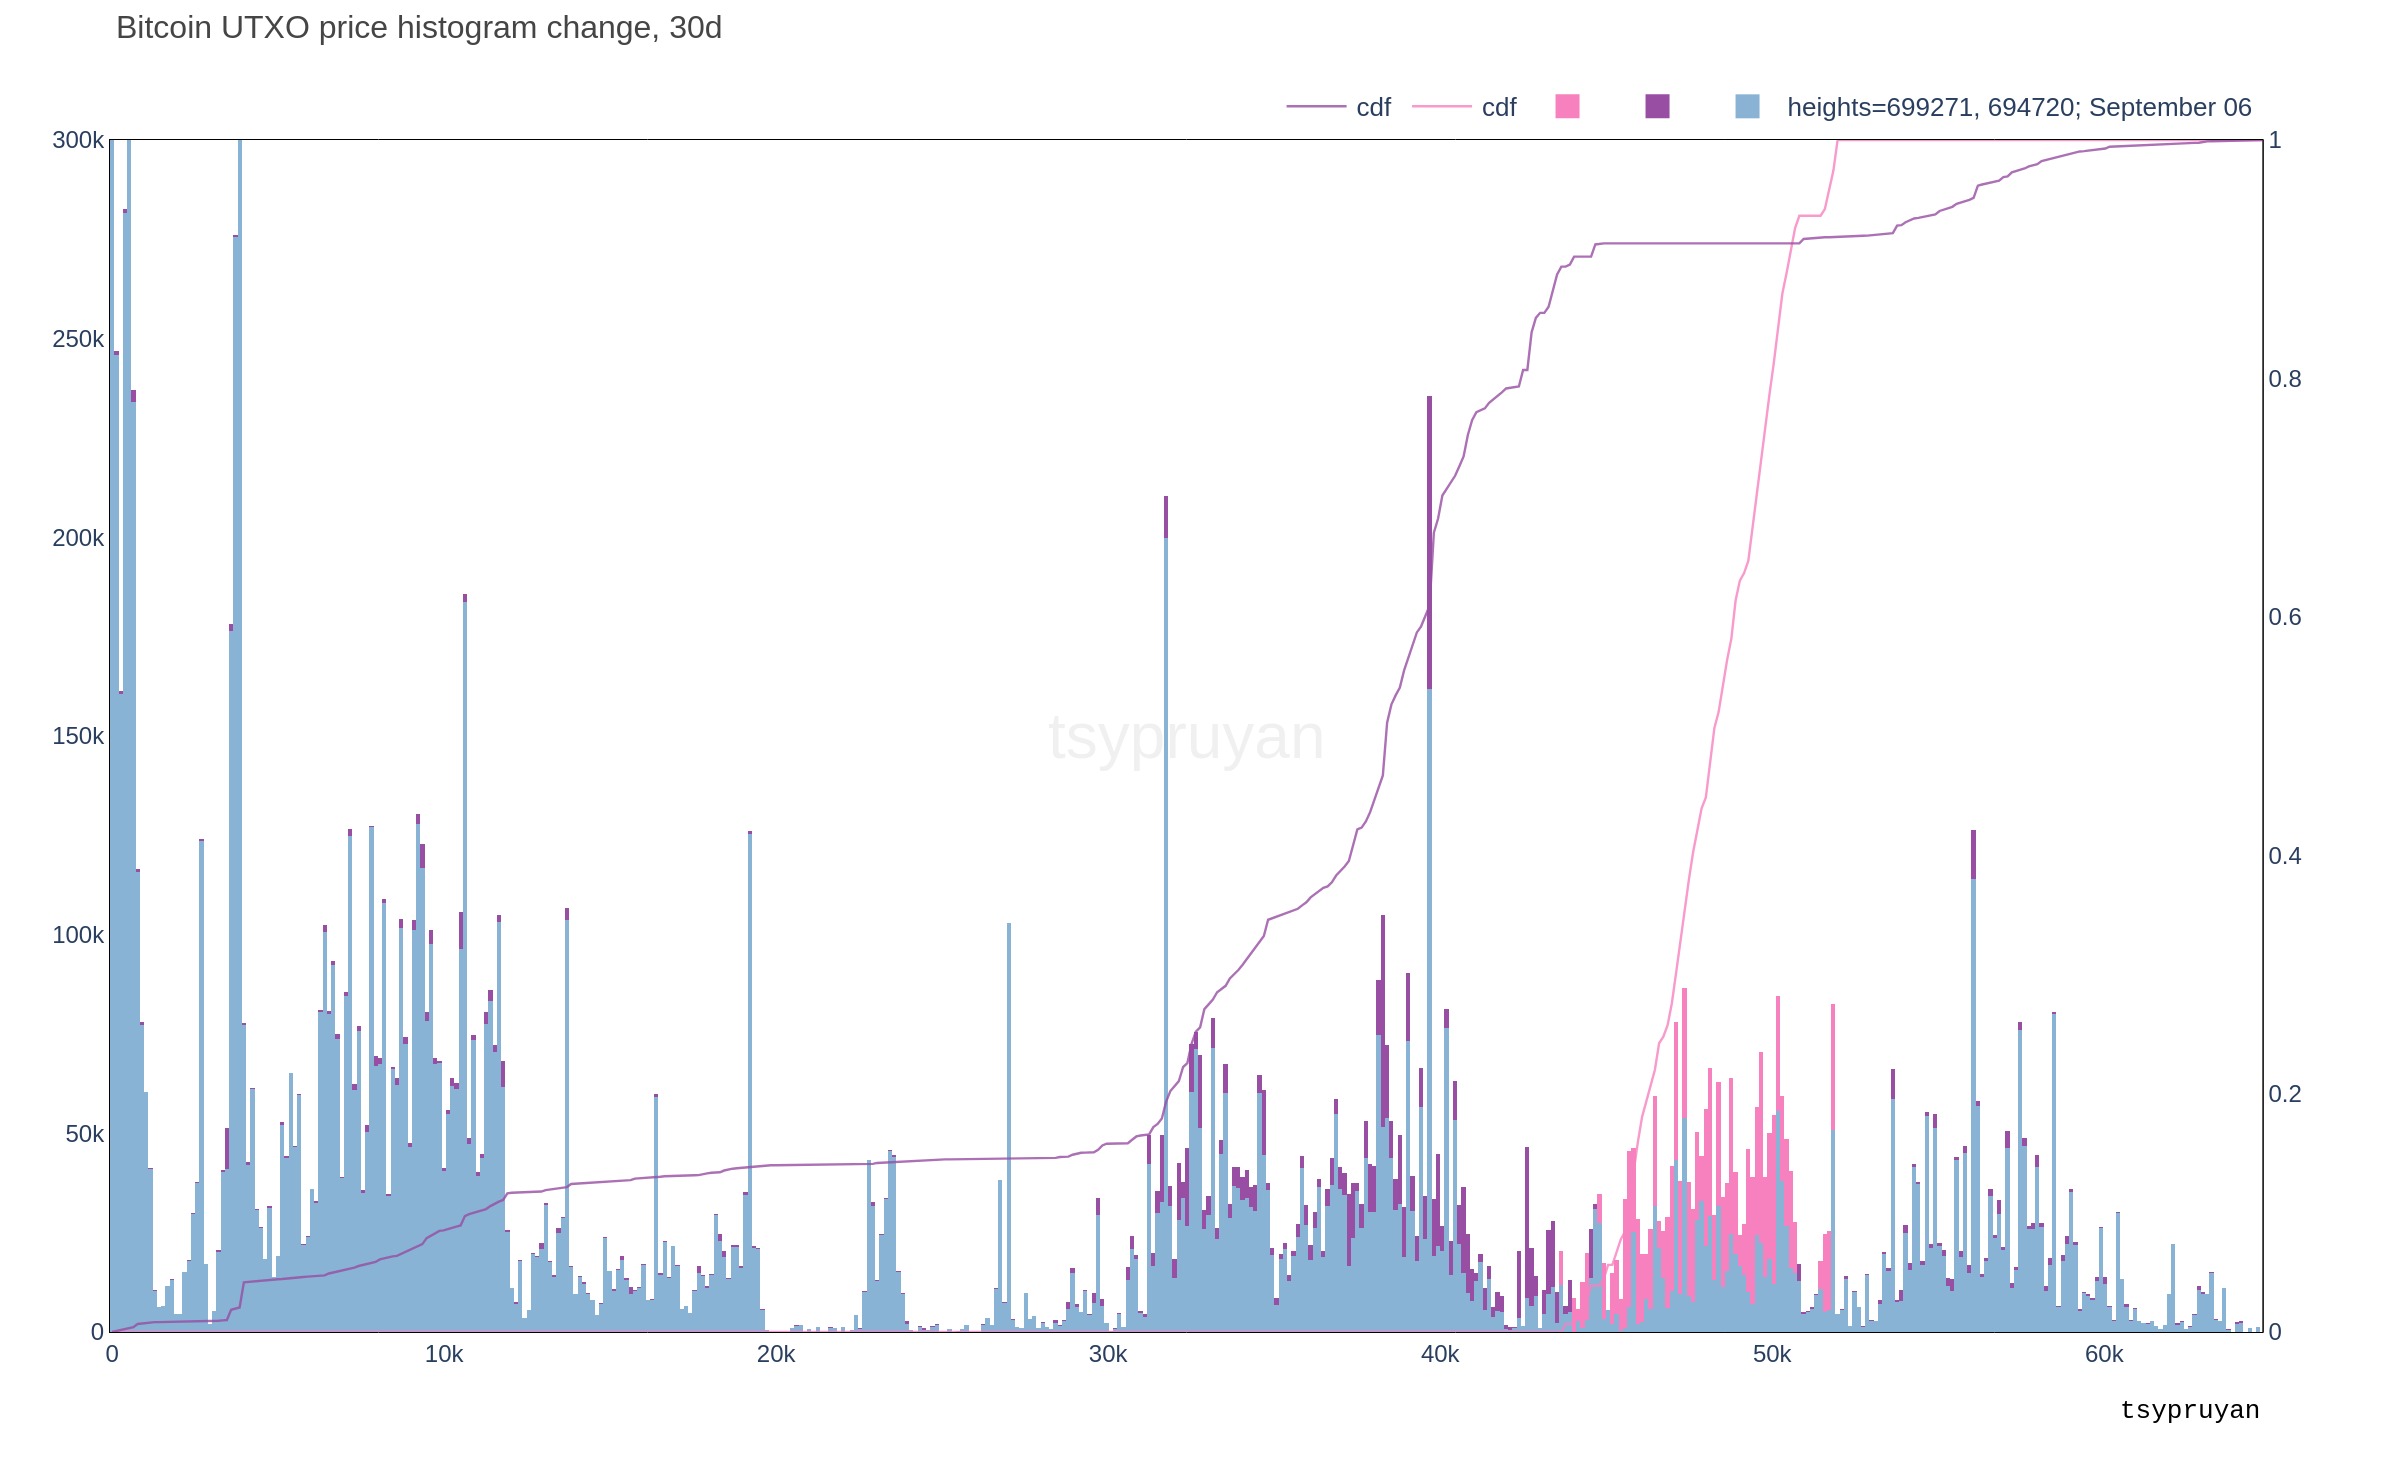 Bitcoin UTXO price histogram change, 30d
cdf cdf heights=699271, 694720; September 06
300k 1
250k
0.8
200k
0.6
150k
tsypruyan
0.4
100k
0.2
50k
0 0
0 10k 20k 30k 40k 50k 60k
tsypruyan